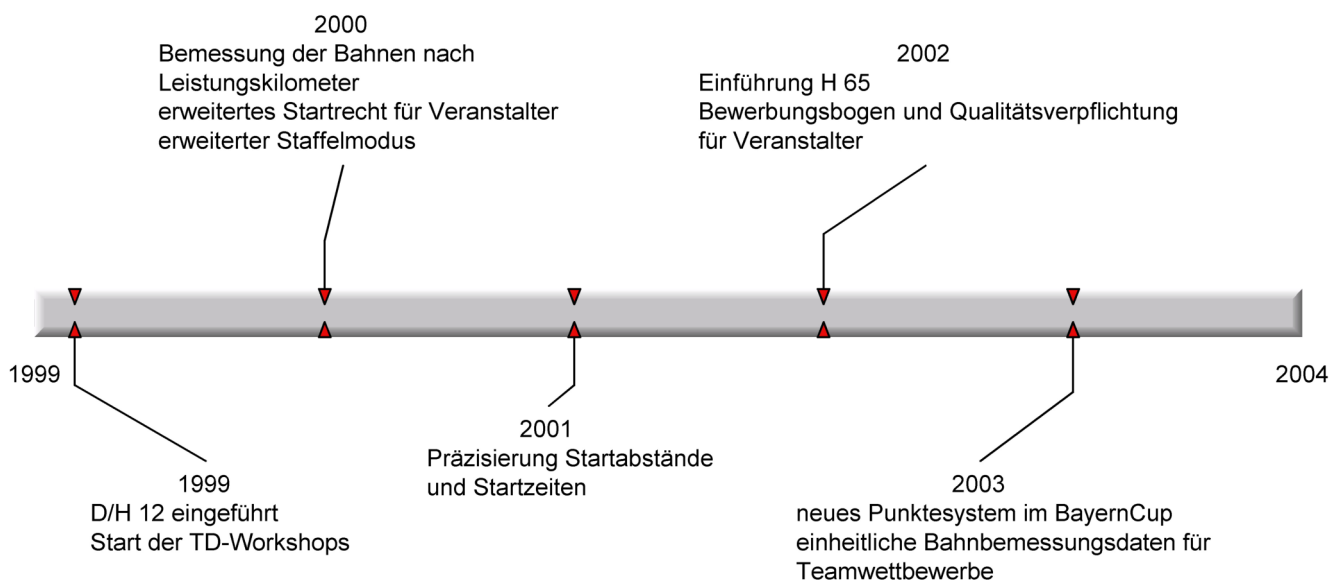 2000
Bemessung der Bahnen nach
Leistungskilometer
erweitertes Startrecht für Veranstalter
erweiterter Staffelmodus
2002
Einführung H 65
Bewerbungsbogen und Qualitätsverpflichtung
für Veranstalter
1999
2004
1999
D/H 12 eingeführt
Start der TD-Workshops
2001
Präzisierung Startabstände
und Startzeiten
2003
neues Punktesystem im BayernCup
einheitliche Bahnbemessungsdaten für
Teamwettbewerbe